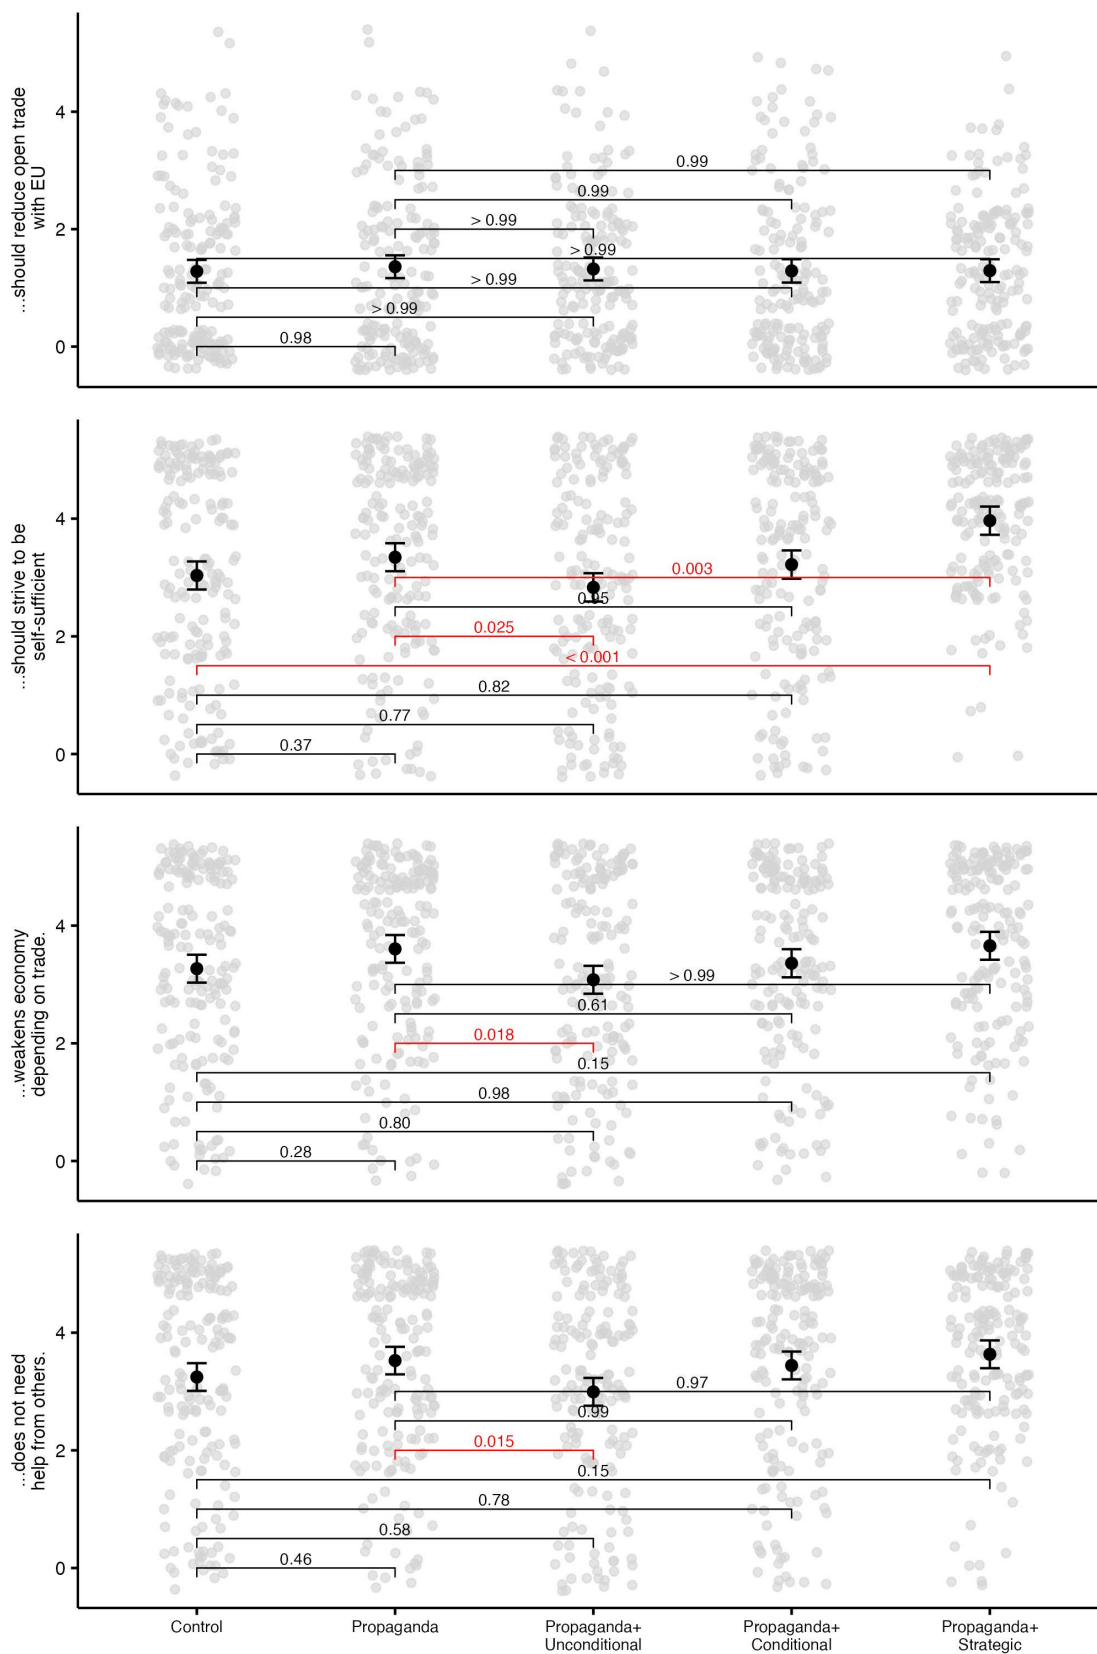 ...should reduce open trade
with EU
4
2
0
0.99
0.99
> 0.99
> 0.99
> 0.99
> 0.99
0.98
...should strive to be
self-sufficient
4
2
0
0.003
0.95
0.025
< 0.001
0.82
0.77
0.37
...weakens economy
depending on trade.
4
2
0
> 0.99
0.61
0.018
0.15
0.98
0.80
0.28
...does not need
help from others.
4
2
0
0.97
0.99
0.015
0.15
0.78
0.58
0.46
Control
Propaganda
Propaganda+
Unconditional
Propaganda+
Conditional
Propaganda+
Strategic